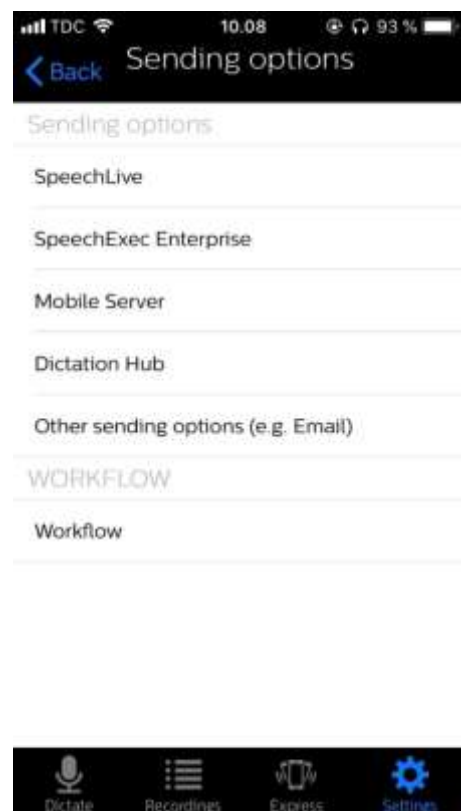 TDC 10.08 93 %
Back Sending options
Sending options
SpeechLive
SpeechExec Enterprise
Mobile Server
Dictation Hub
Other sending options (e.g. Email)
WORKFLOW
Workflow
Dictate Recordings Express Settings